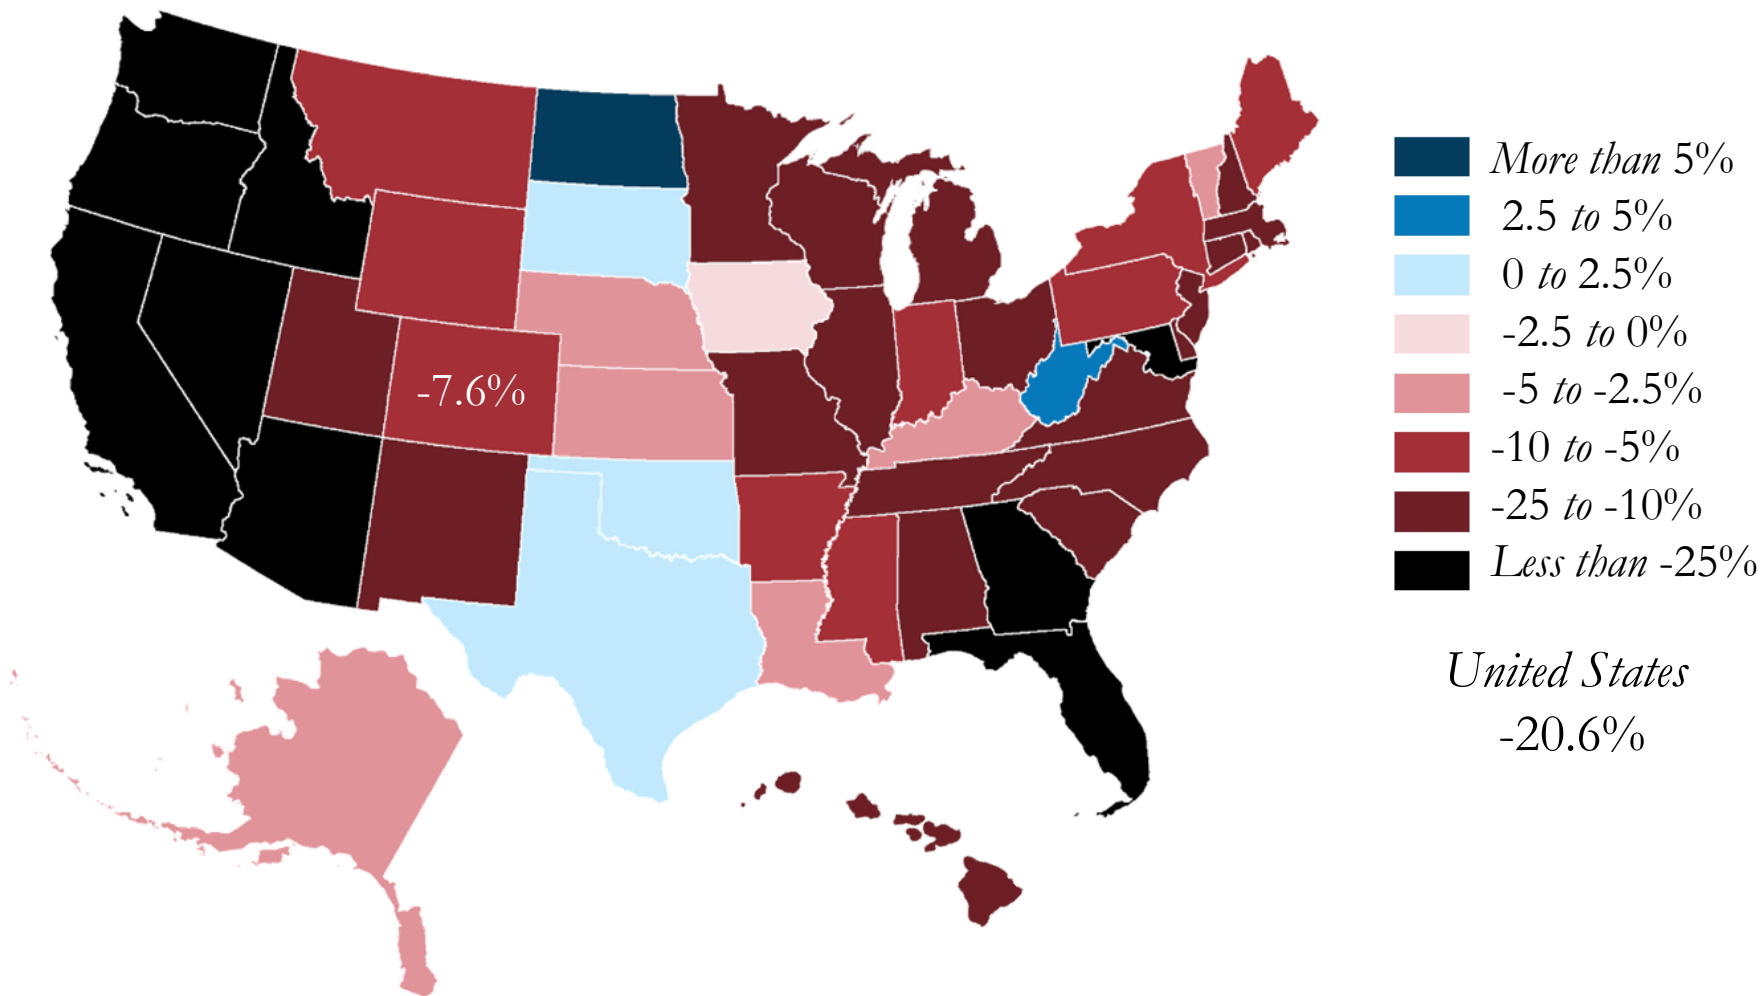 -7.6%
More than 5%
2.5 to 5%
0 to 2.5%
-2.5 to 0%
-5 to -2.5%
-10 to -5%
-25 to -10%
Less than -25%
United States
-20.6%